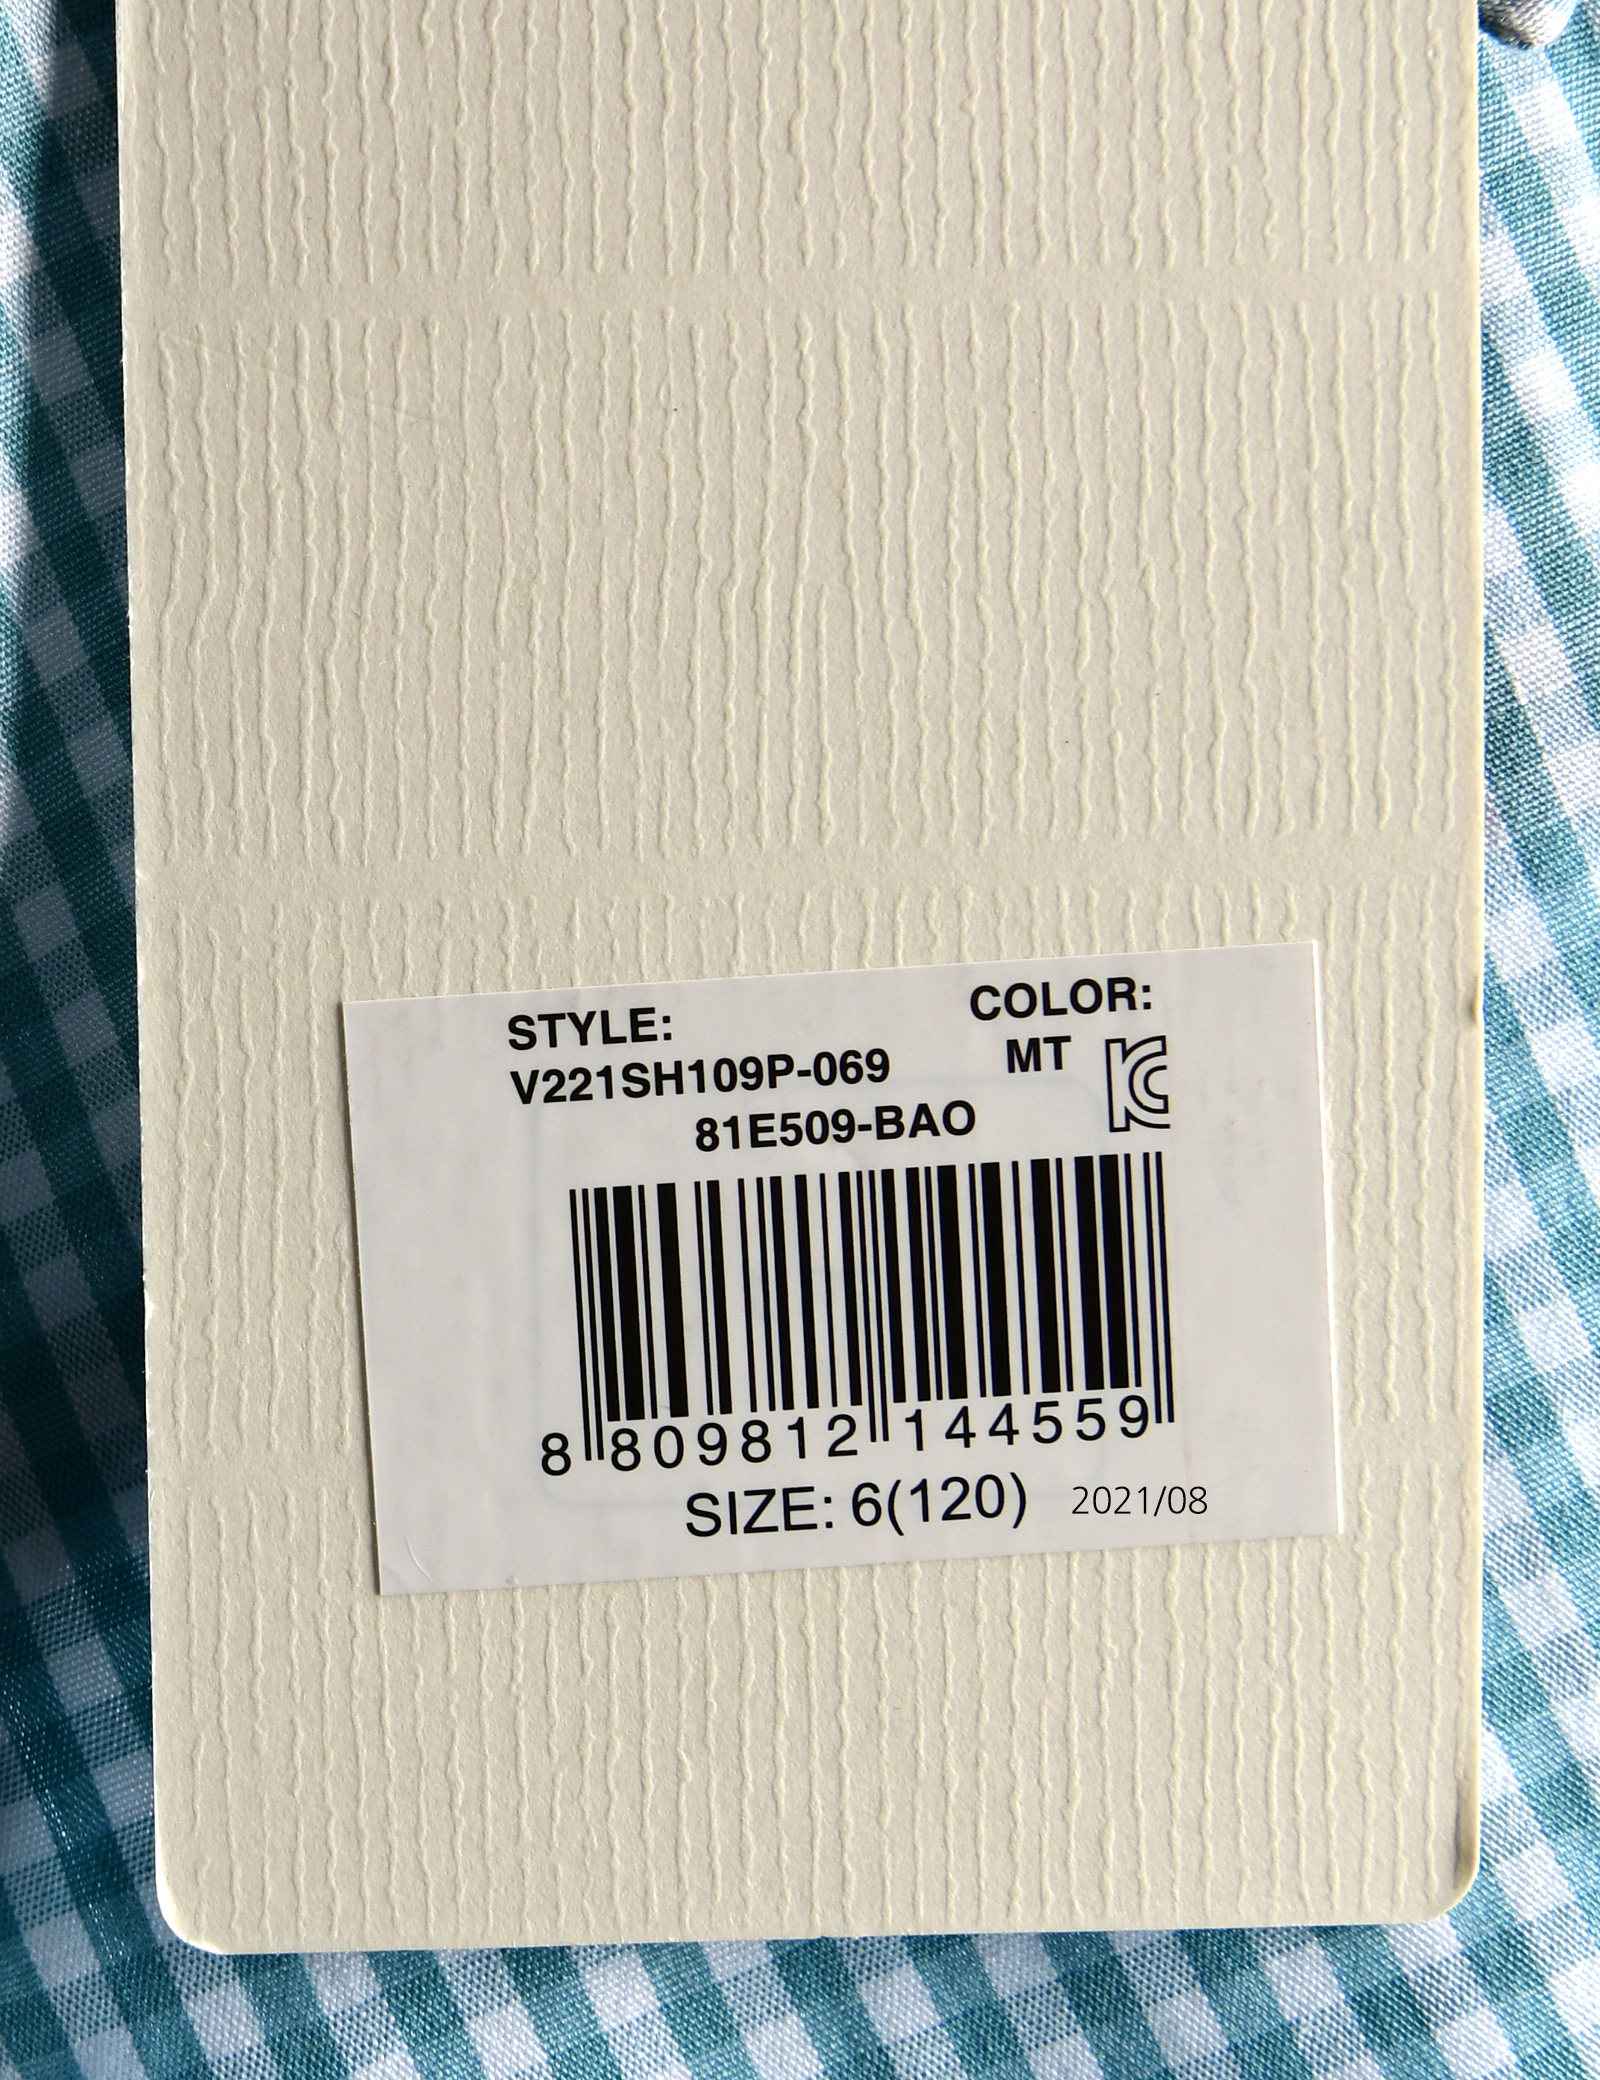 STYLE: COLOR:
V221SH109P-069 MT
81E509-BAO
8 809812 144559
SIZE: 6(120) 2021/08